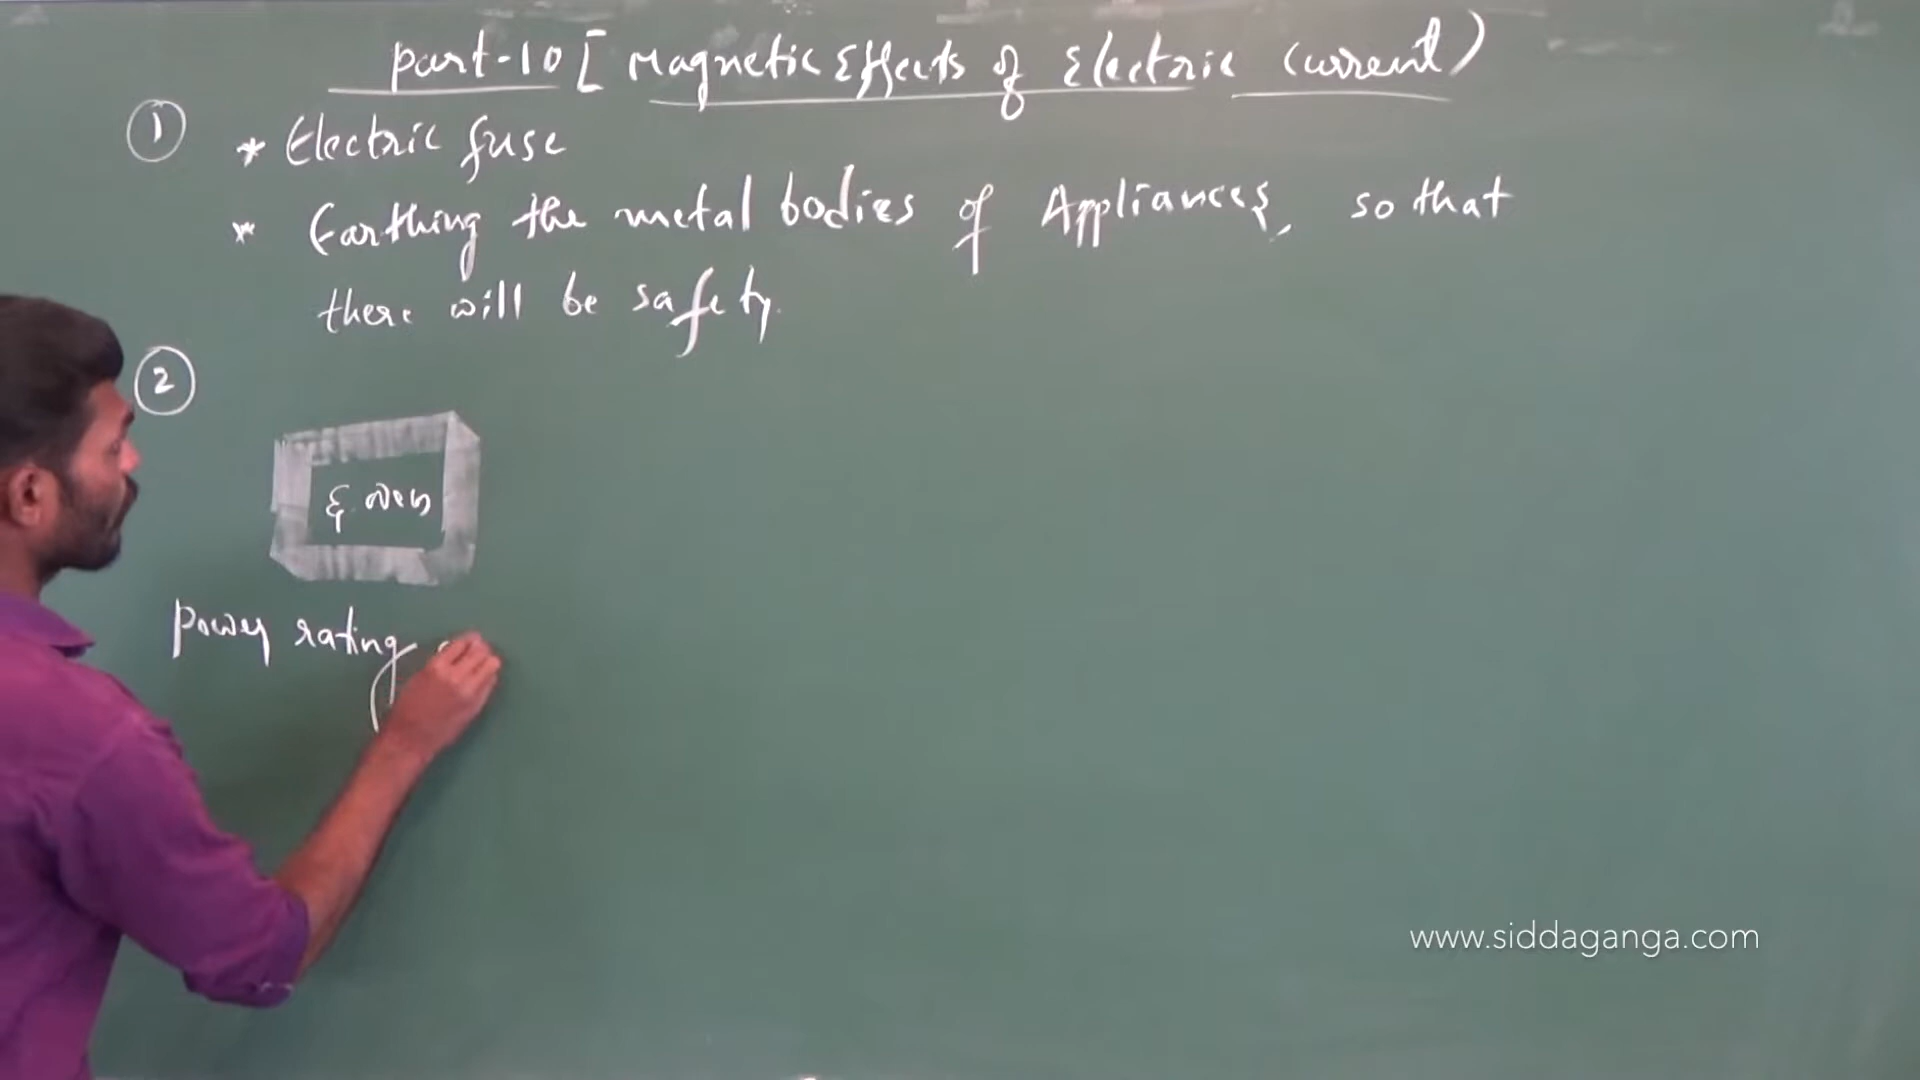 part-10 [Magnetic Effects of Electric Current)
① * Electric fuse
* Earthing the metal bodies of Appliances, so that
there will be safety.
②
E. oven
Power rating
www.siddaganga.com